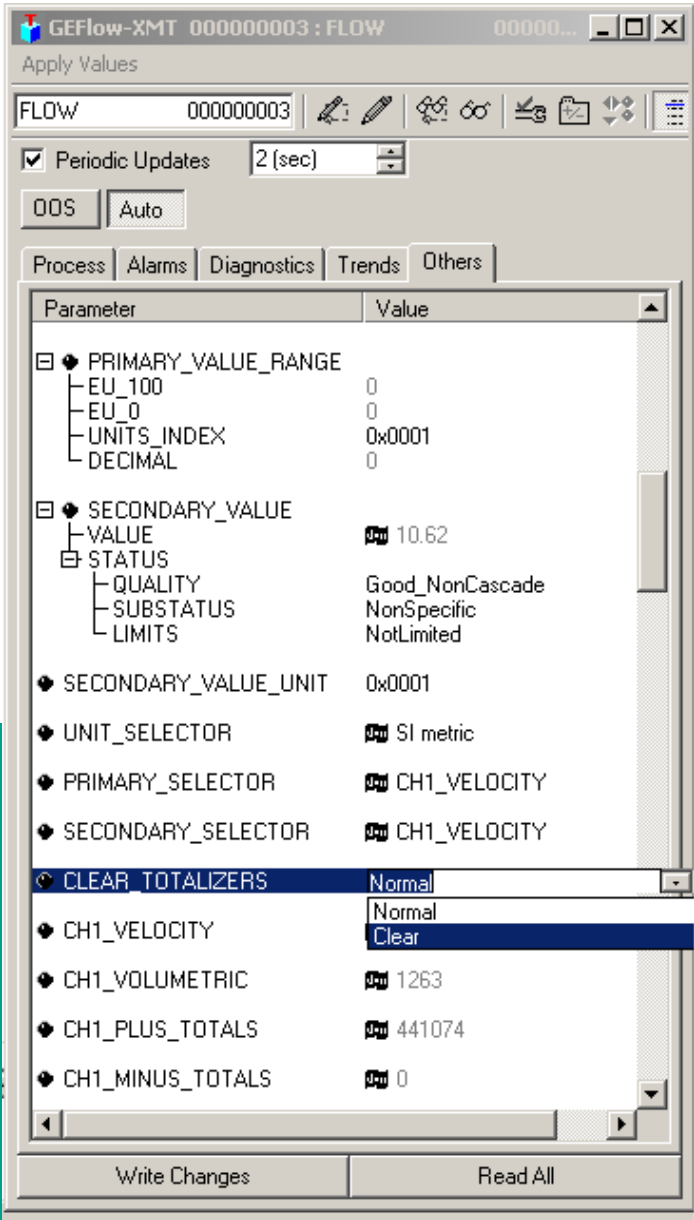 GEFlow-XMT 000000003 : FLOW 00000...
Apply Values
FLOW 000000003
Periodic Updates 2 (sec)
OOS Auto
Process Alarms Diagnostics Trends Others
Parameter Value
PRIMARY_VALUE_RANGE
EU_100 0
EU_0 0
UNITS_INDEX 0x0001
DECIMAL 0
SECONDARY_VALUE
VALUE 10.62
STATUS
QUALITY Good_NonCascade
SUBSTATUS NonSpecific
LIMITS NotLimited
SECONDARY_VALUE_UNIT 0x0001
UNIT_SELECTOR SI metric
PRIMARY_SELECTOR CH1_VELOCITY
SECONDARY_SELECTOR CH1_VELOCITY
CLEAR_TOTALIZERS Normal
Normal
CH1_VELOCITY Clear
CH1_VOLUMETRIC 1263
CH1_PLUS_TOTALS 441074
CH1_MINUS_TOTALS 0
Write Changes Read All